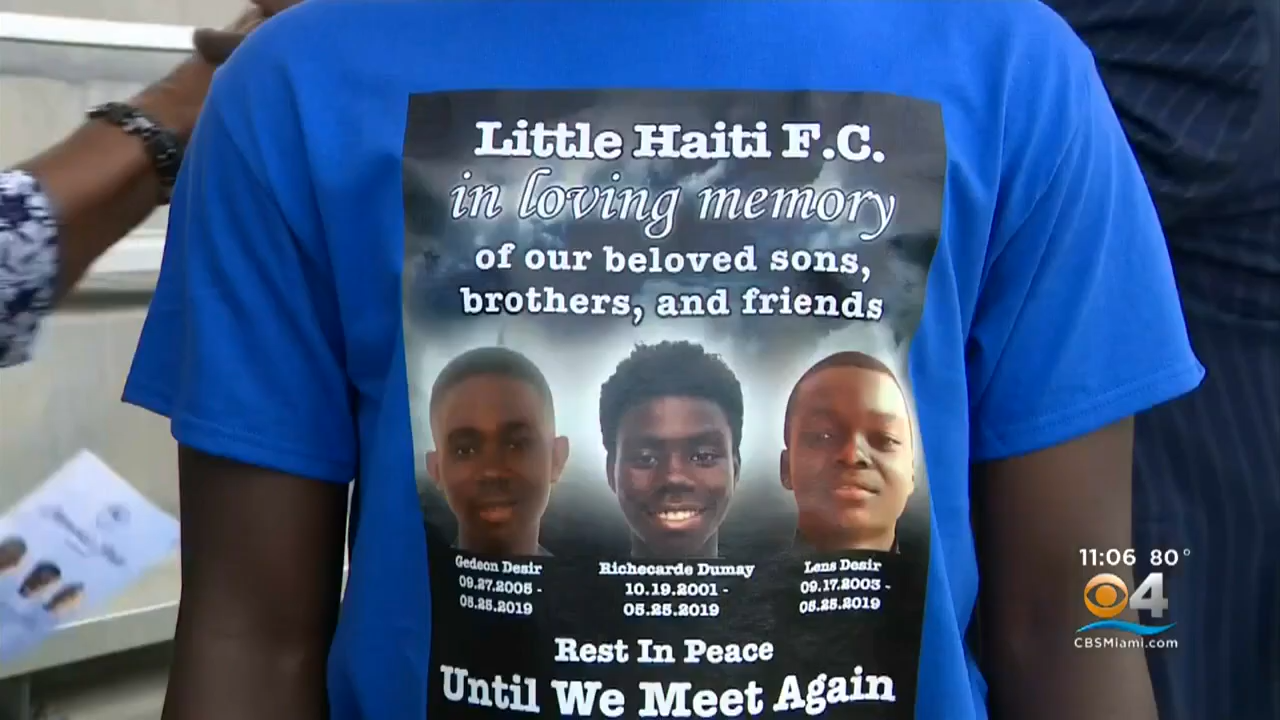 Little Haiti F.C.
in loving memory
of our beloved sons,
brothers, and friends
Gedeon Desir
09.27.2005 -
05.25.2019
Richecarde Dumay
10.19.2001 -
05.25.2019
Lens Desir
09.17.2003 -
05.25.2019
Rest In Peace
Until We Meet Again
11:06 80°
4
CBSMiami.com